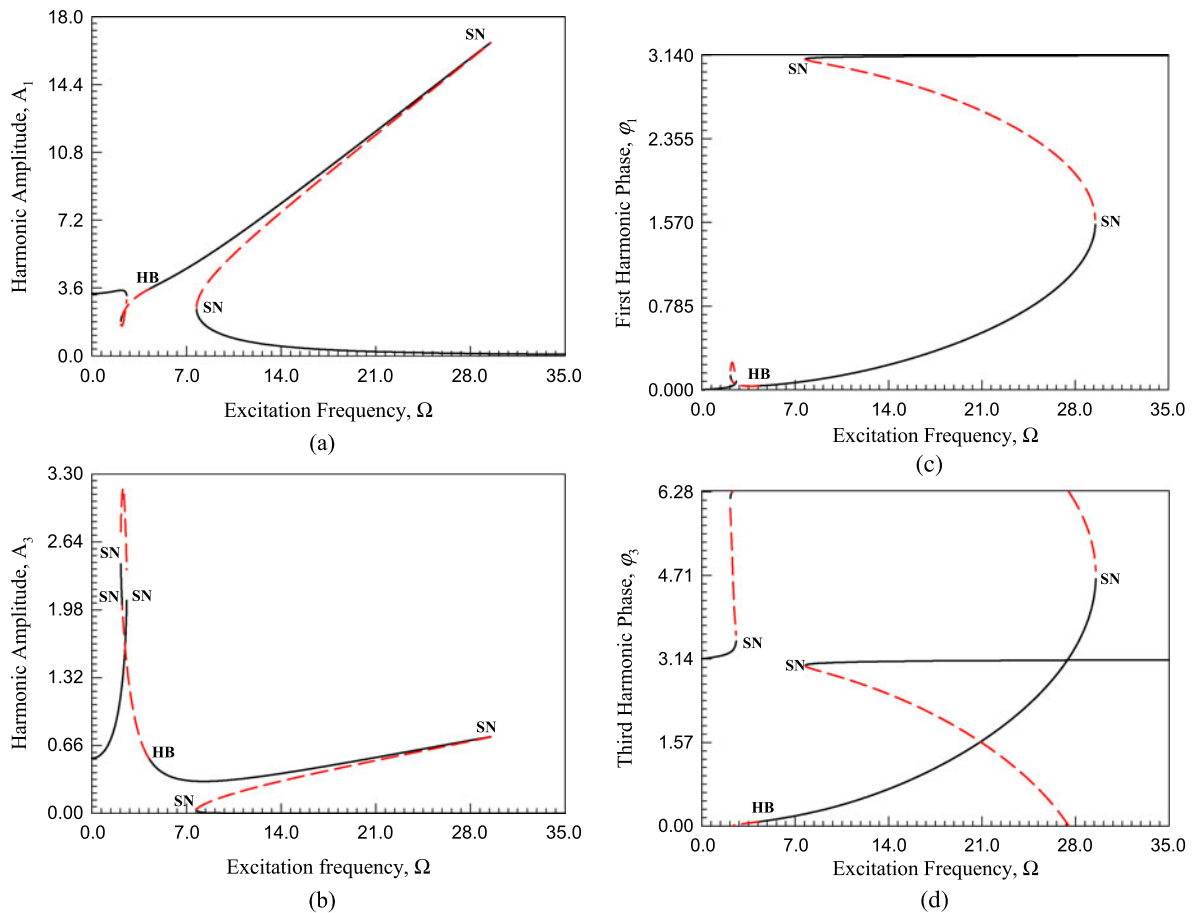 18.0
14.4
10.8
7.2
3.6
0.0
Harmonic Amplitude, A1
SN
HB
SN
0.0 7.0 14.0 21.0 28.0 35.0
Excitation Frequency, Ω
(a)
3.140
2.355
1.570
0.785
0.000
First Harmonic Phase, φ1
SN
SN
HB
0.0 7.0 14.0 21.0 28.0 35.0
Excitation Frequency, Ω
(c)
3.30
2.64
1.98
1.32
0.66
0.00
Harmonic Amplitude, A3
SN
SN SN
HB
SN
SN
0.0 7.0 14.0 21.0 28.0 35.0
Excitation frequency, Ω
(b)
6.28
4.71
3.14
1.57
0.00
Third Harmonic Phase, φ3
SN
SN
SN
HB
0.0 7.0 14.0 21.0 28.0 35.0
Excitation Frequency, Ω
(d)